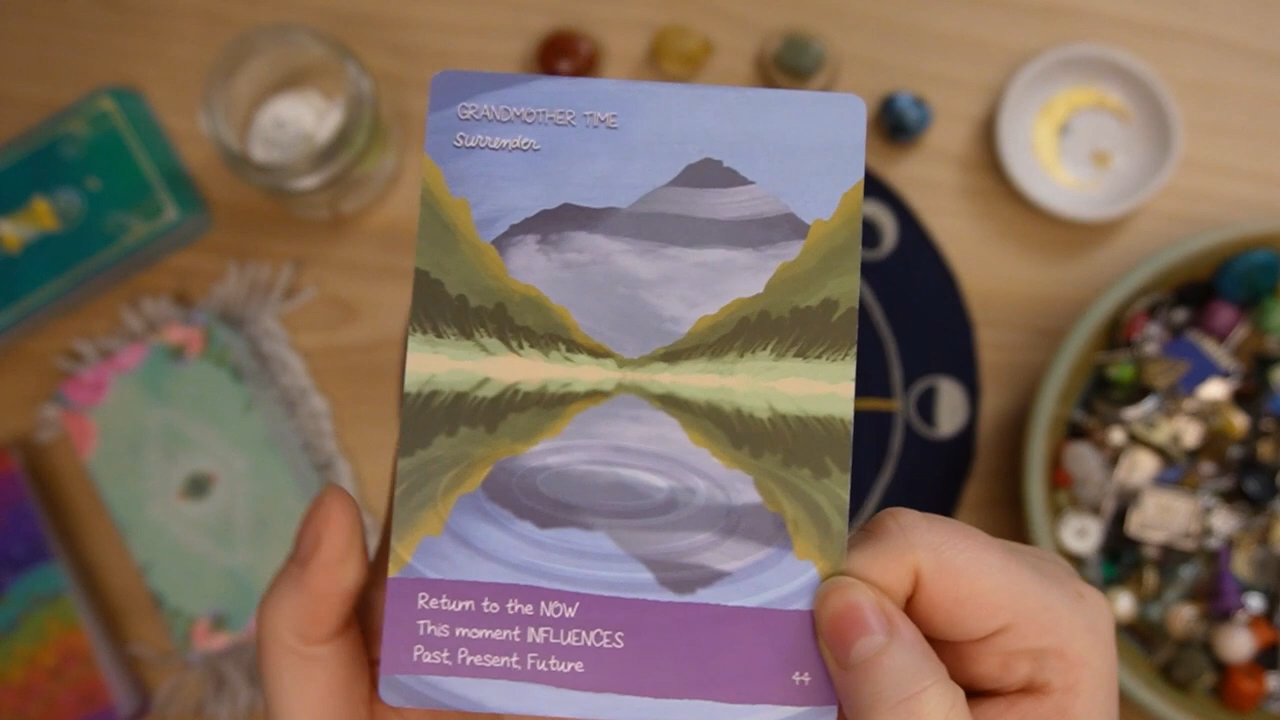 GRANDMOTHER TIME
Surrender
Return to the NOW
This moment INFLUENCES
Past, Present, Future
44